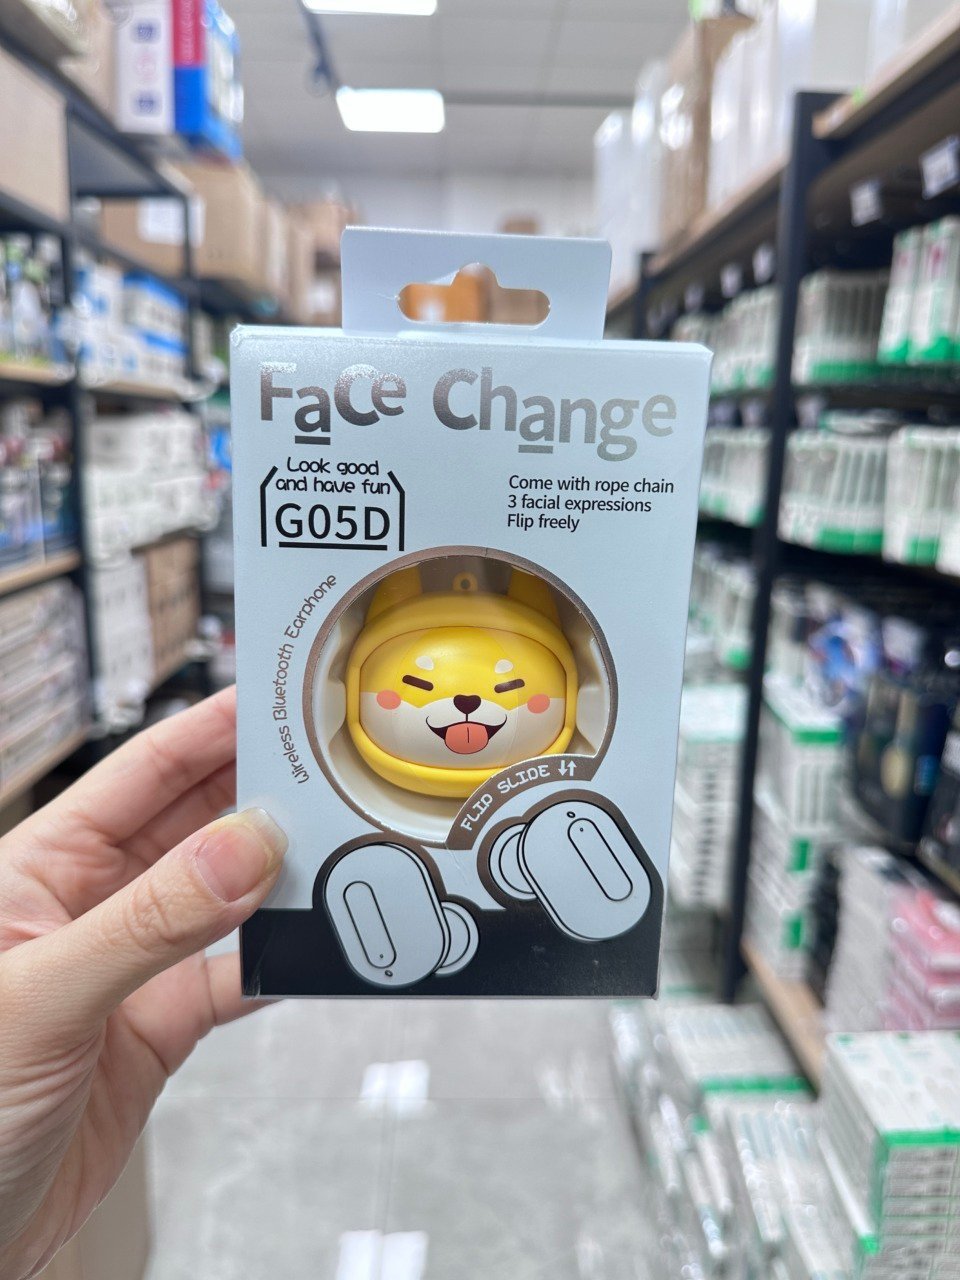 Face Change
Look good
and have fun
G05D
Come with rope chain
3 facial expressions
Flip freely
Wireless Bluetooth Earphone
FLIP SLIDE ↓↑